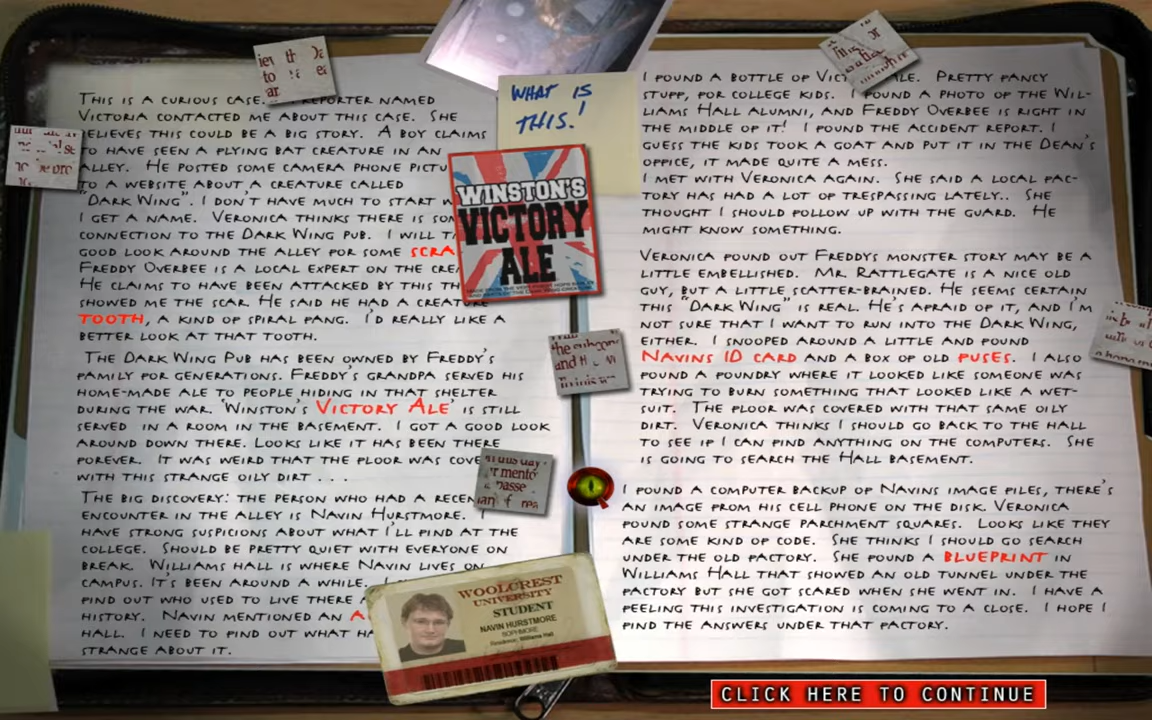 THIS IS A CURIOUS CASE. REPORTER NAMED
VICTORIA CONTACTED ME ABOUT THIS CASE. SHE
BELIEVES THIS COULD BE A BIG STORY. A BOY CLAIMS
TO HAVE SEEN A FLYING BAT CREATURE IN AN
ALLEY. HE POSTED SOME CAMERA PHONE
TO A WEBSITE ABOUT A CREATURE CALLED
"DARK WING". I DON'T HAVE MUCH TO START
I GET A NAME. VERONICA THINKS THERE IS
CONNECTION TO THE DARK WING PUB. I WILL
GOOD LOOK AROUND THE ALLEY FOR SOME
FREDDY OVERBEE IS A LOCAL EXPERT ON THE
HE CLAIMS TO HAVE BEEN ATTACKED BY THIS
SHOWED ME THE SCAR. HE SAID HE HAD A CREATURE
TOOTH, A KIND OF SPIRAL FANG. I'D REALLY LIKE A
BETTER LOOK AT THAT TOOTH.
THE DARK WING PUB HAS BEEN OWNED BY FREDDY'S
FAMILY FOR GENERATIONS. FREDDY'S GRANDPA SERVED HIS
HOME-MADE ALE TO PEOPLE HIDING IN THAT SHELTER
DURING THE WAR. 'WINSTON'S VICTORY ALE' IS STILL
SERVED IN A ROOM IN THE BASEMENT. I GOT A GOOD LOOK
AROUND DOWN THERE. LOOKS LIKE IT HAS BEEN THERE
FOREVER. IT WAS WEIRD THAT THE FLOOR WAS
WITH THIS STRANGE OILY DIRT . . .
THE BIG DISCOVERY: THE PERSON WHO HAD A
ENCOUNTER IN THE ALLEY IS NAVIN HURSTMORE. I
HAVE STRONG SUSPICIONS ABOUT WHAT I'LL FIND AT THE
COLLEGE. SHOULD BE PRETTY QUIET WITH EVERYONE ON
BREAK. WILLIAMS HALL IS WHERE NAVIN LIVES ON
CAMPUS. IT'S BEEN AROUND A WHILE.
FIND OUT WHO USED TO LIVE THERE
HISTORY. NAVIN MENTIONED AN
HALL. I NEED TO FIND OUT WHAT
STRANGE ABOUT IT.
WHAT IS
THIS!
WINSTON'S
VICTORY
ALE
WOOLCREST
UNIVERSITY
STUDENT
NAVIN HURSTMORE
SOPHMORE
Residence: Williams Hall
I FOUND A BOTTLE OF ALE. PRETTY FANCY
STUFF, FOR COLLEGE KIDS. I FOUND A PHOTO OF THE WIL-
LIAMS HALL ALUMNI, AND FREDDY OVERBEE IS RIGHT IN
THE MIDDLE OF IT! I FOUND THE ACCIDENT REPORT. I
GUESS THE KIDS TOOK A GOAT AND PUT IT IN THE DEAN'S
OFFICE, IT MADE QUITE A MESS.
I MET WITH VERONICA AGAIN. SHE SAID A LOCAL FAC-
TORY HAS HAD A LOT OF TRESPASSING LATELY.. SHE
THOUGHT I SHOULD FOLLOW UP WITH THE GUARD. HE
MIGHT KNOW SOMETHING.
VERONICA FOUND OUT FREDDYS MONSTER STORY MAY BE A
LITTLE EMBELLISHED. MR. RATTLEGATE IS A NICE OLD
GUY, BUT A LITTLE SCATTER-BRAINED. HE SEEMS CERTAIN
THIS "DARK WING" IS REAL. HE'S AFRAID OF IT, AND I'M
NOT SURE THAT I WANT TO RUN INTO THE DARK WING,
EITHER. I SNOOPED AROUND A LITTLE AND FOUND
NAVINS ID CARD AND A BOX OF OLD FUSES. I ALSO
FOUND A FOUNDRY WHERE IT LOOKED LIKE SOMEONE WAS
TRYING TO BURN SOMETHING THAT LOOKED LIKE A WET-
SUIT. THE FLOOR WAS COVERED WITH THAT SAME OILY
DIRT. VERONICA THINKS I SHOULD GO BACK TO THE HALL
TO SEE IF I CAN FIND ANYTHING ON THE COMPUTERS. SHE
IS GOING TO SEARCH THE HALL BASEMENT.
I FOUND A COMPUTER BACKUP OF NAVINS IMAGE FILES, THERE'S
AN IMAGE FROM HIS CELL PHONE ON THE DISK. VERONICA
FOUND SOME STRANGE PARCHMENT SQUARES. LOOKS LIKE THEY
ARE SOME KIND OF CODE. SHE THINKS I SHOULD GO SEARCH
UNDER THE OLD FACTORY. SHE FOUND A BLUEPRINT IN
WILLIAMS HALL THAT SHOWED AN OLD TUNNEL UNDER THE
FACTORY BUT SHE GOT SCARED WHEN SHE WENT IN. I HAVE A
FEELING THIS INVESTIGATION IS COMING TO A CLOSE. I HOPE I
FIND THE ANSWERS UNDER THAT FACTORY.
CLICK HERE TO CONTINUE